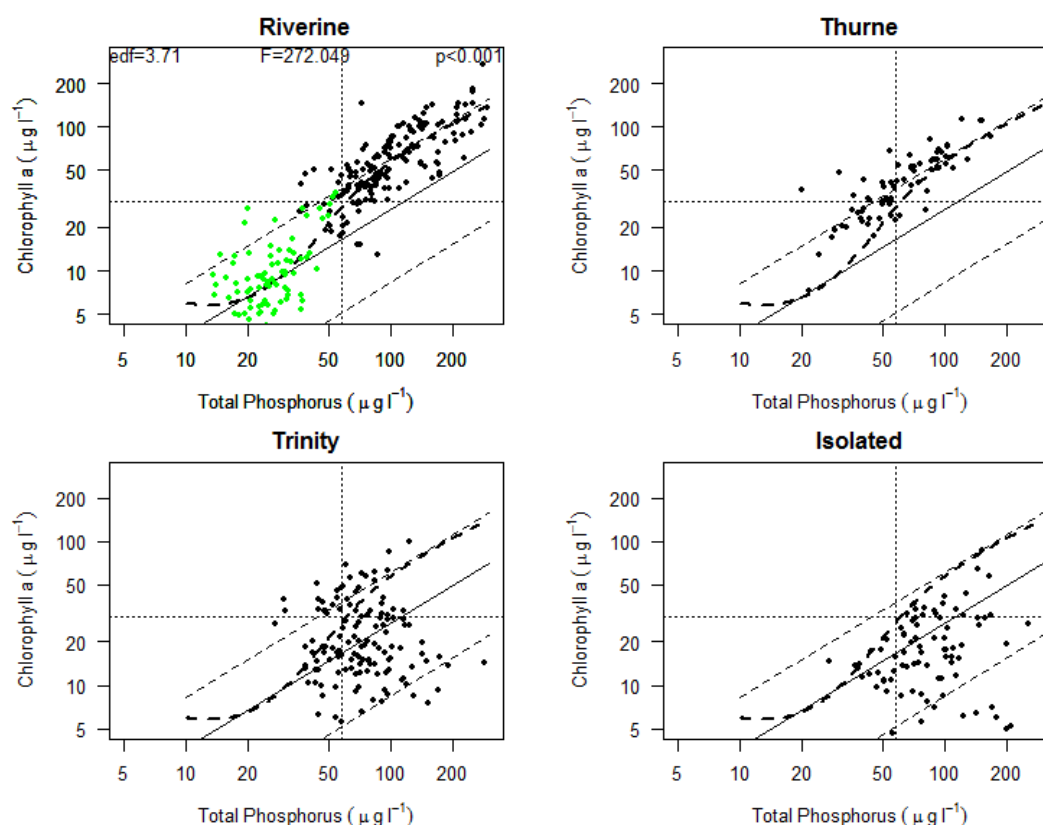 Riverine
edf=3.71 F=272.049 p<0.001
200
100
50
20
10
5
Chlorophyll a ( μ g l⁻¹)
5 10 20 50 100 200
Total Phosphorus ( μ g l⁻¹)
Thurne
200
100
50
20
10
5
Chlorophyll a ( μ g l⁻¹)
5 10 20 50 100 200
Total Phosphorus ( μ g l⁻¹)
Trinity
200
100
50
20
10
5
Chlorophyll a ( μ g l⁻¹)
5 10 20 50 100 200
Total Phosphorus ( μ g l⁻¹)
Isolated
200
100
50
20
10
5
Chlorophyll a ( μ g l⁻¹)
5 10 20 50 100 200
Total Phosphorus ( μ g l⁻¹)